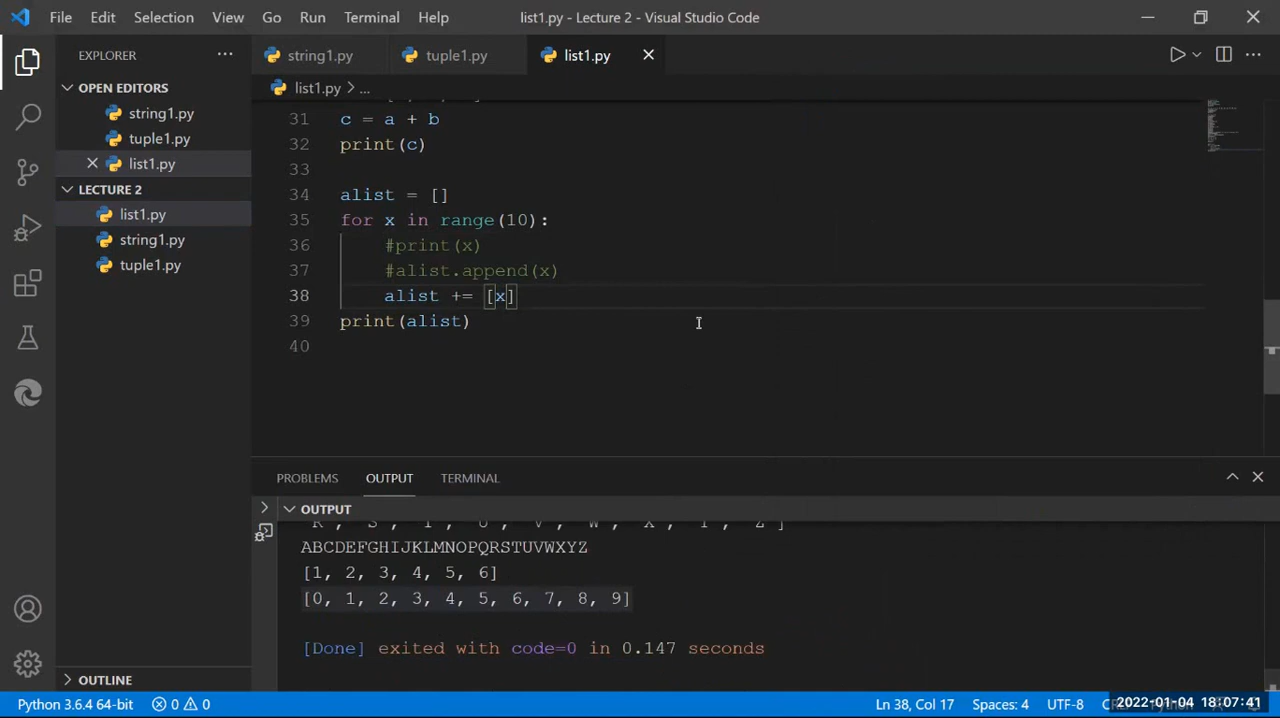 File Edit Selection View Go Run Terminal Help list1.py - Lecture 2 - Visual Studio Code
EXPLORER ... string1.py tuple1.py list1.py
list1.py > ...
OPEN EDITORS
string1.py
tuple1.py
list1.py
LECTURE 2
list1.py
string1.py
tuple1.py
31 c = a + b
32 print(c)
33
34 alist = []
35 for x in range(10):
36 #print(x)
37 #alist.append(x)
38 alist += [x]
39 print(alist)
40
PROBLEMS OUTPUT TERMINAL
OUTPUT
ABCDEFGHIJKLMNOPQRSTUVWXYZ
[1, 2, 3, 4, 5, 6]
[0, 1, 2, 3, 4, 5, 6, 7, 8, 9]
[Done] exited with code=0 in 0.147 seconds
OUTLINE
Python 3.6.4 64-bit 0 0 Ln 38, Col 17 Spaces: 4 UTF-8 2022-01-04 18:07:41